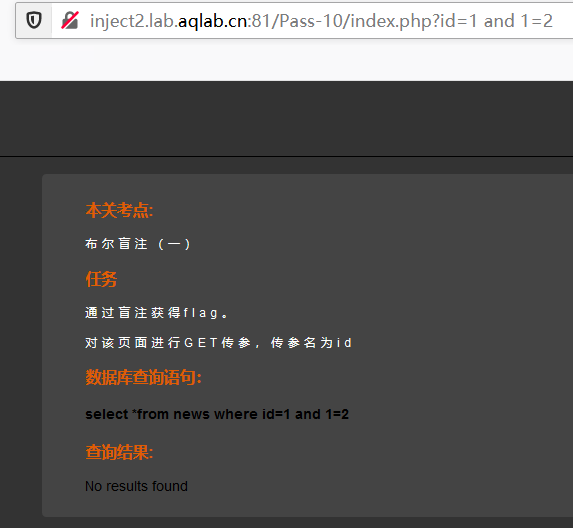 inject2.lab.aqlab.cn:81/Pass-10/index.php?id=1 and 1=2
本关考点:
布尔盲注（一）
任务
通过盲注获得flag。
对该页面进行GET传参，传参名为id
数据库查询语句:
select *from news where id=1 and 1=2
查询结果:
No results found